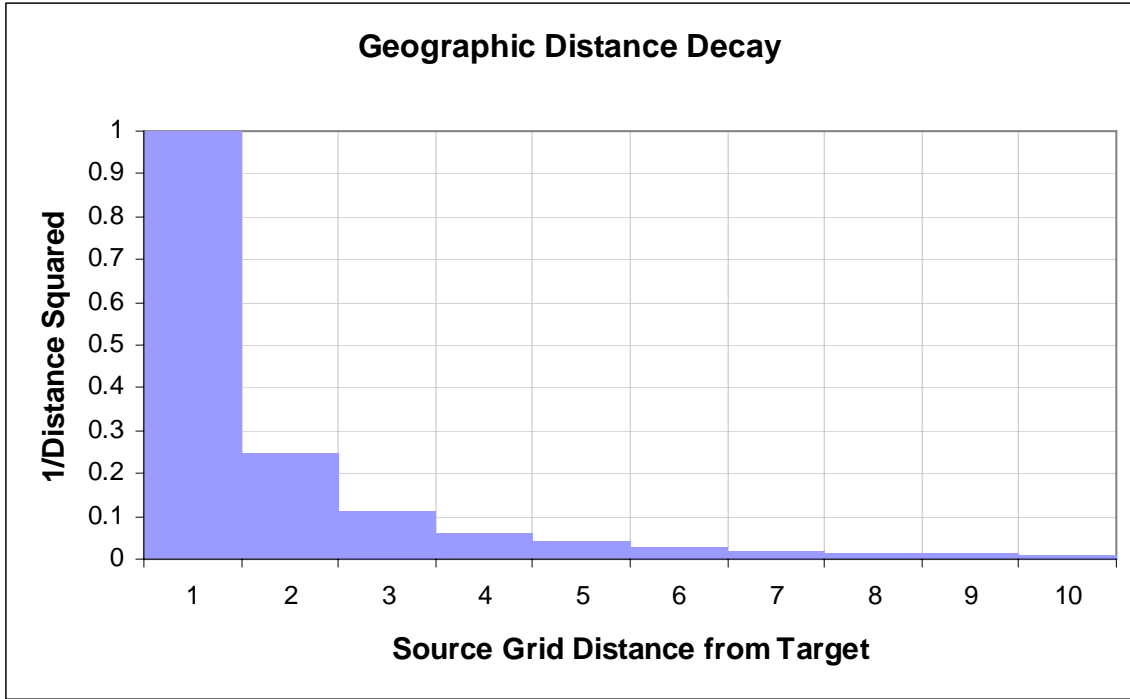 Geographic Distance Decay
1/Distance Squared
1
0.9
0.8
0.7
0.6
0.5
0.4
0.3
0.2
0.1
0
1 2 3 4 5 6 7 8 9 10
Source Grid Distance from Target